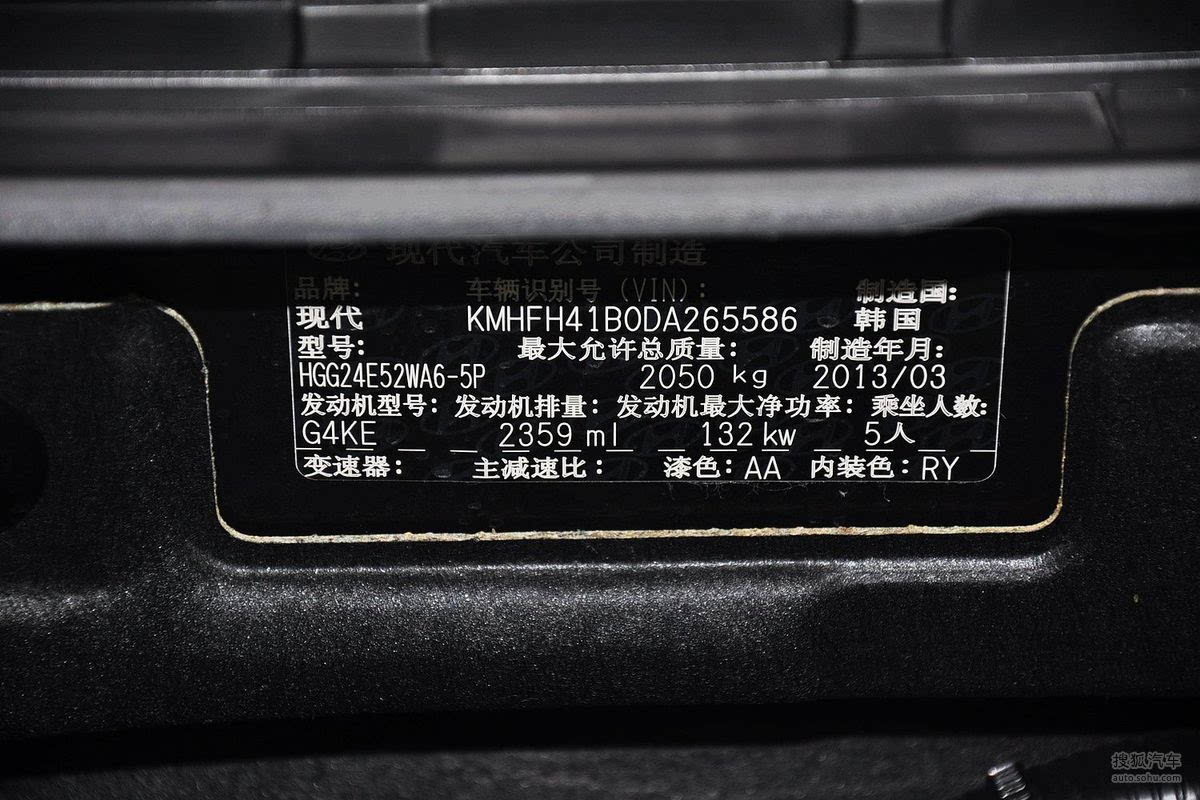 现代汽车公司制造
品牌: 车辆识别号 (VIN): 制造国:
现代 KMHFH41B0DA265586 韩国
型号: 最大允许总质量: 制造年月:
HGG24E52WA6-5P 2050 kg 2013/03
发动机型号: 发动机排量: 发动机最大净功率: 乘坐人数:
G4KE 2359 ml 132 kw 5人
变速器: 主减速比: 漆色: AA 内装色: RY
搜狐汽车
auto.sohu.com